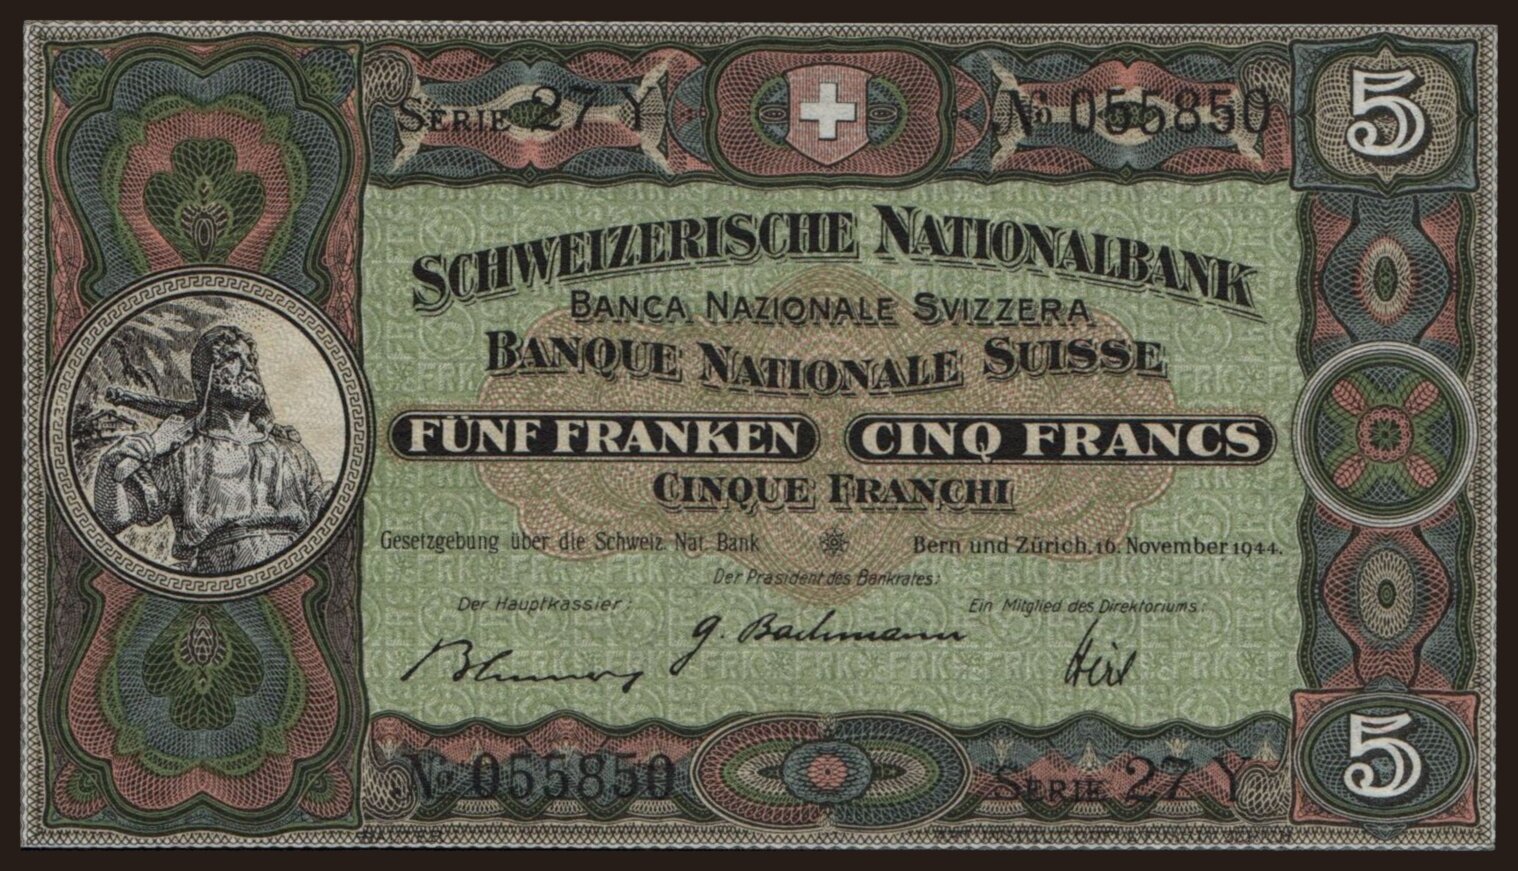 SERIE 27 Y
№ 055850
5
SCHWEIZERISCHE NATIONALBANK
BANCA NAZIONALE SVIZZERA
BANQUE NATIONALE SUISSE
FÜNF FRANKEN
CINQ FRANCS
CINQUE FRANCHI
Gesetzgebung über die Schweiz. Nat. Bank
Bern und Zürich, 16. November 1944.
Der Präsident des Bankrates:
Der Hauptkassier:
Ein Mitglied des Direktoriums:
G. Bachmann
Hirs
№ 055850
SERIE 27 Y
5